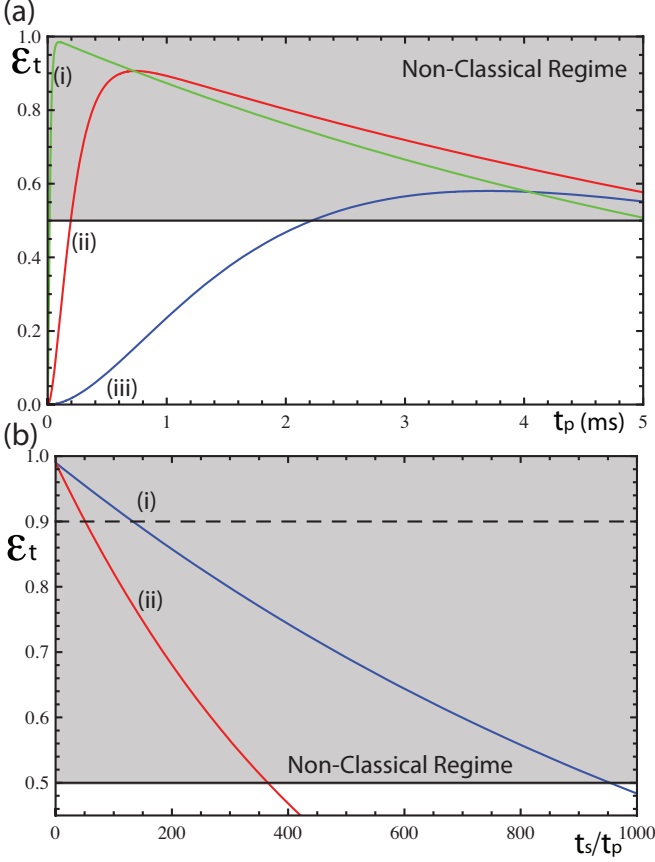 (a)
1.0
εt
(i)
Non-Classical Regime
0.8
0.6
(ii)
0.4
0.2
(iii)
0.0
0 1 2 3 4 5
tp (ms)
(b)
1.0
(i)
0.9
εt
0.8
(ii)
0.7
0.6
Non-Classical Regime
0.5
0 200 400 600 800 1000
ts/tp